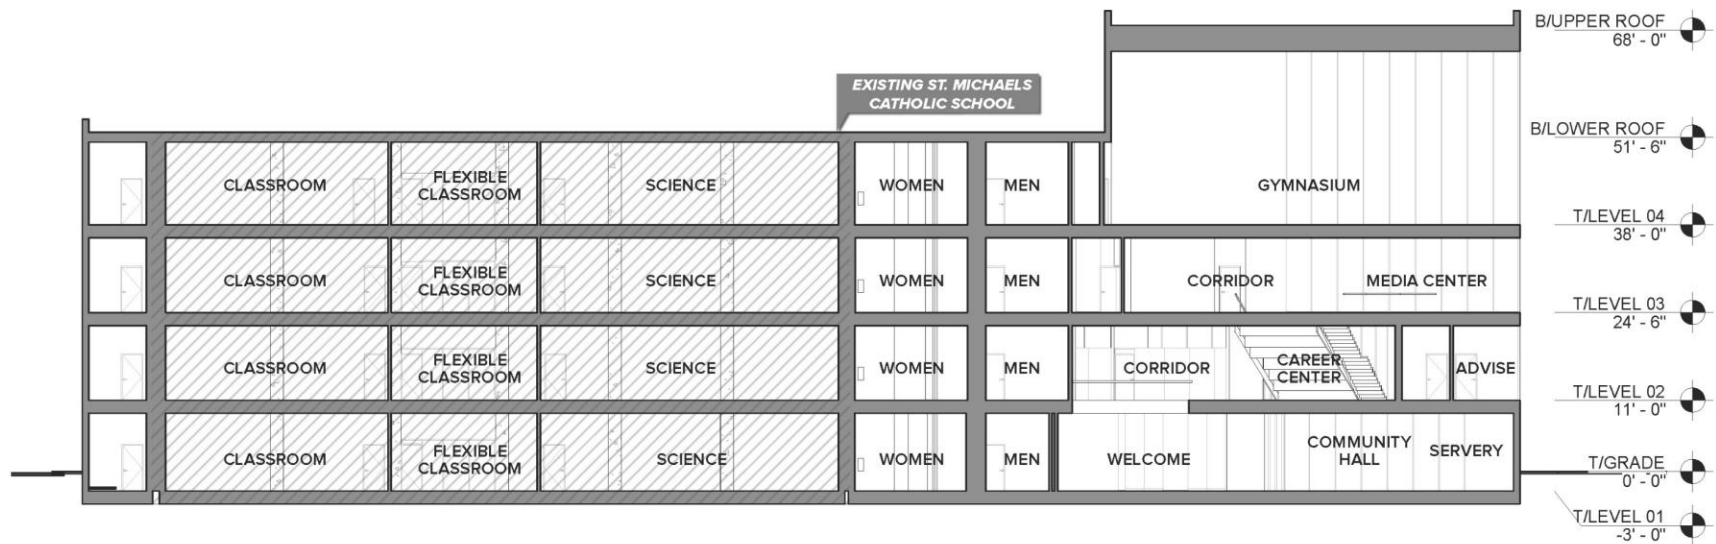 B/UPPER ROOF
68' - 0"
EXISTING ST. MICHAELS
CATHOLIC SCHOOL
B/LOWER ROOF
51' - 6"
CLASSROOM
FLEXIBLE
CLASSROOM
SCIENCE
WOMEN
MEN
GYMNASIUM
T/LEVEL 04
38' - 0"
CLASSROOM
FLEXIBLE
CLASSROOM
SCIENCE
WOMEN
MEN
CORRIDOR
MEDIA CENTER
T/LEVEL 03
24' - 6"
CLASSROOM
FLEXIBLE
CLASSROOM
SCIENCE
WOMEN
MEN
CORRIDOR
CAREER
CENTER
ADVISE
T/LEVEL 02
11' - 0"
CLASSROOM
FLEXIBLE
CLASSROOM
SCIENCE
WOMEN
MEN
WELCOME
COMMUNITY
HALL
SERVERY
T/GRADE
0' - 0"
T/LEVEL 01
-3' - 0"